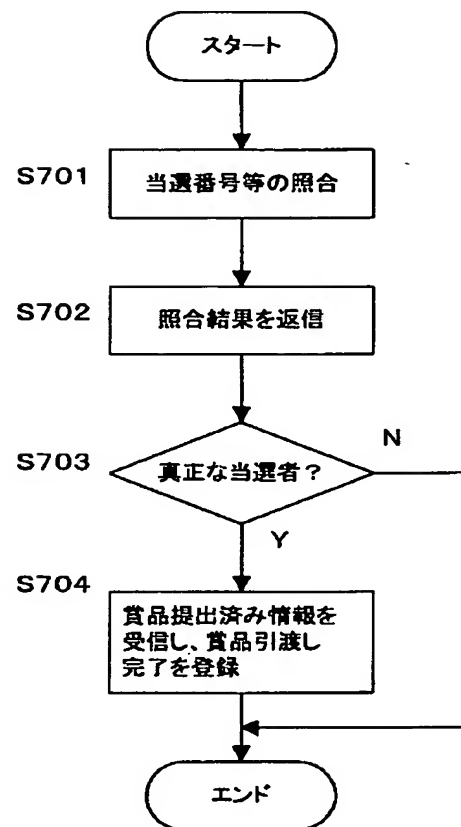 スタート
S701
当選番号等の照合
S702
照合結果を返信
N
S703
真正な当選者?
Y
S704
賞品提出済み情報を
受信し、賞品引渡し
完了を登録
エンド